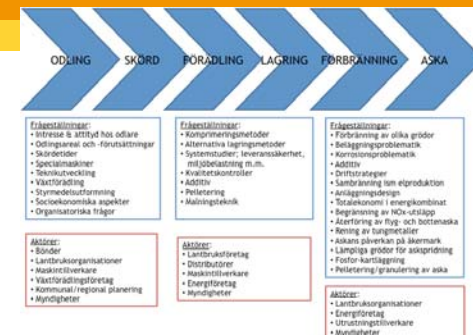 ODLING
SKÖRD
FÖRÄDLING
LAGRING
FÖRBRÄNNING
ASKA
Frågeställningar:
• Intresse & attityd hos odlare
• Odlingsareal och -förutsättningar
• Skördetider
• Specialmaskiner
• Teknikutveckling
• Växtförädling
• Styrmedelsutformning
• Socioekonomiska aspekter
• Organisatoriska frågor
Aktörer:
• Bönder
• Lantbruksorganisationer
• Maskintillverkare
• Växtförädlingsföretag
• Kommunal/regional planering
• Myndigheter
Frågeställningar:
• Komprimeringsmetoder
• Alternativa lagringsmetoder
• Systemstudier; leveranssäkerhet,
miljöbelastning m.m.
• Kvalitetskontroller
• Additiv
• Pelletering
• Malningsteknik
Aktörer:
• Lantbruksföretag
• Distributörer
• Maskintillverkare
• Energiföretag
• Myndigheter
Frågeställningar:
• Förbränning av olika grödor
• Beläggningsproblematik
• Korrosionsproblematik
• Additiv
• Driftstrategier
• Sambränning ism elproduktion
• Anläggningsdesign
• Totalekonomi i energikombinat
• Begränsning av NOx-utsläpp
• Återföring av flyg- och bottenaska
• Rening av tungmetaller
• Askans påverkan på åkermark
• Lämpliga grödor för askspridning
• Fosfor-kartläggning
• Pelletering/granulering av aska
Aktörer:
• Lantbruksorganisationer
• Energiföretag
• Utrustningstillverkare
• Myndigheter